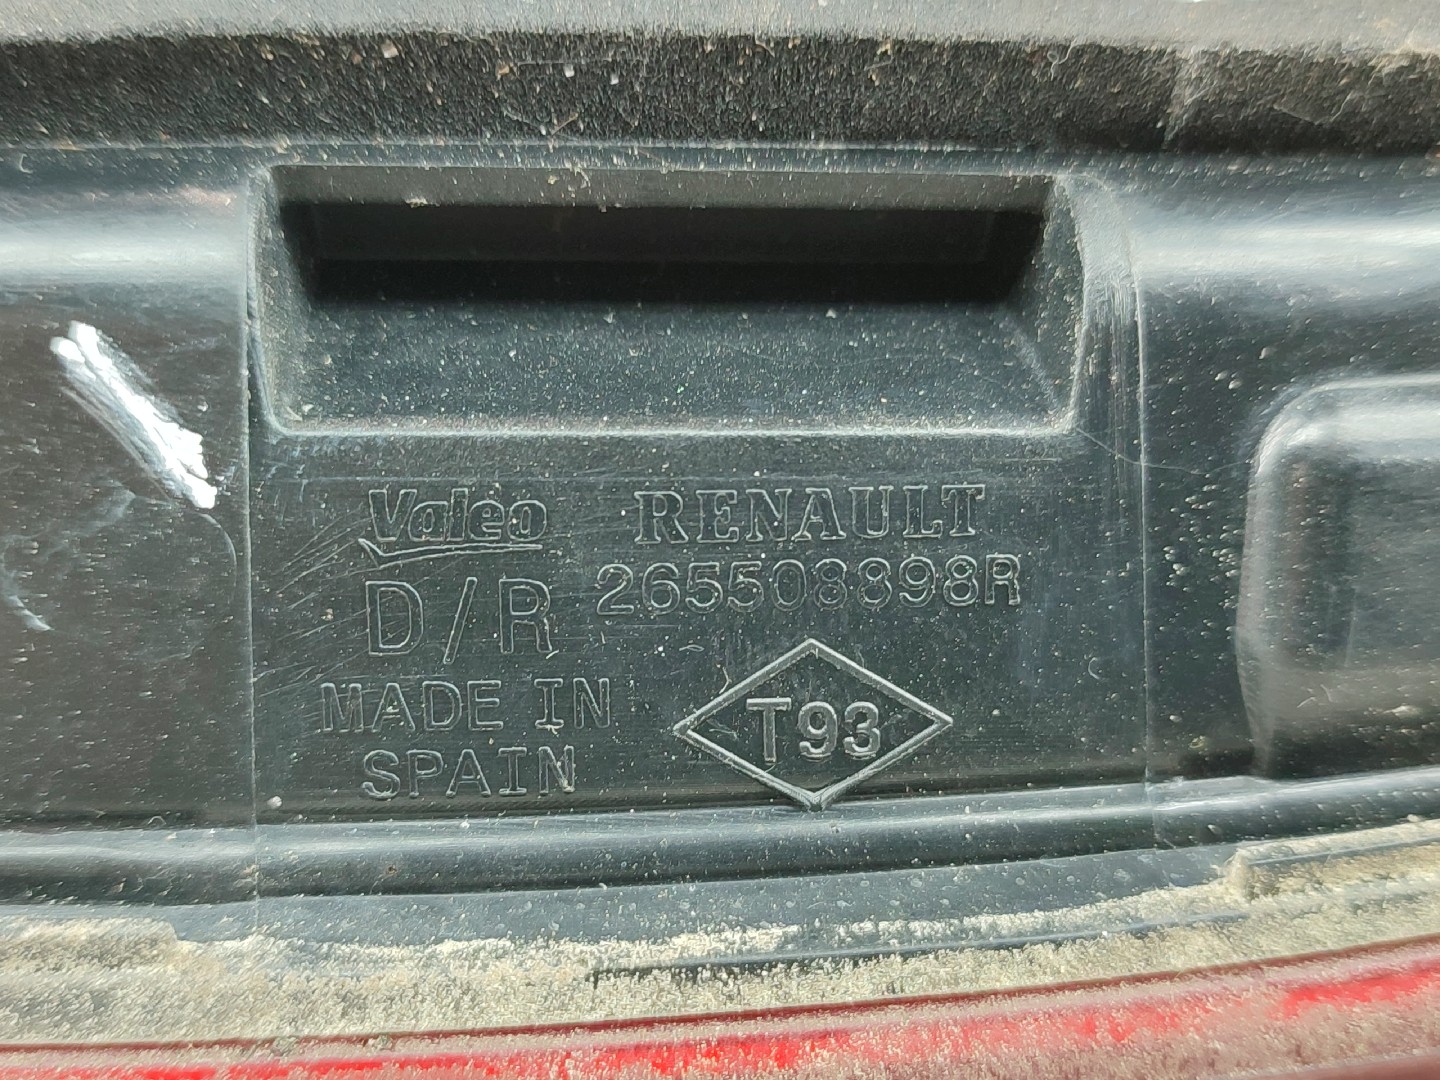 Valeo RENAULT
D/R 265508898R
MADE IN
SPAIN
T93